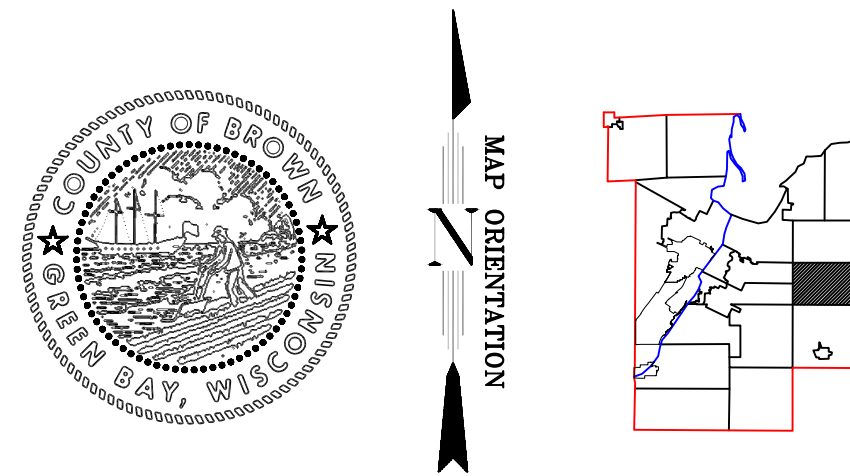 COUNTY OF BROWN
GREEN BAY, WISCONSIN
MAP ORIENTATION
N